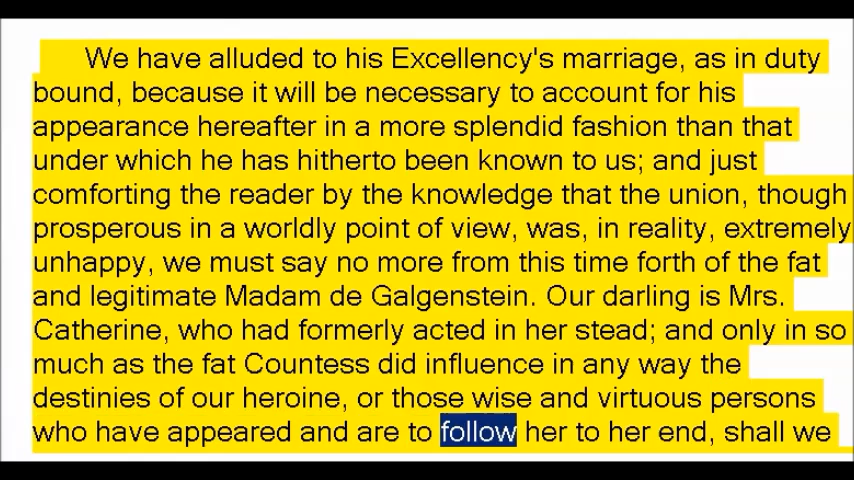 We have alluded to his Excellency's marriage, as in duty
bound, because it will be necessary to account for his
appearance hereafter in a more splendid fashion than that
under which he has hitherto been known to us; and just
comforting the reader by the knowledge that the union, though
prosperous in a worldly point of view, was, in reality, extremely
unhappy, we must say no more from this time forth of the fat
and legitimate Madam de Galgenstein. Our darling is Mrs.
Catherine, who had formerly acted in her stead; and only in so
much as the fat Countess did influence in any way the
destinies of our heroine, or those wise and virtuous persons
who have appeared and are to follow her to her end, shall we